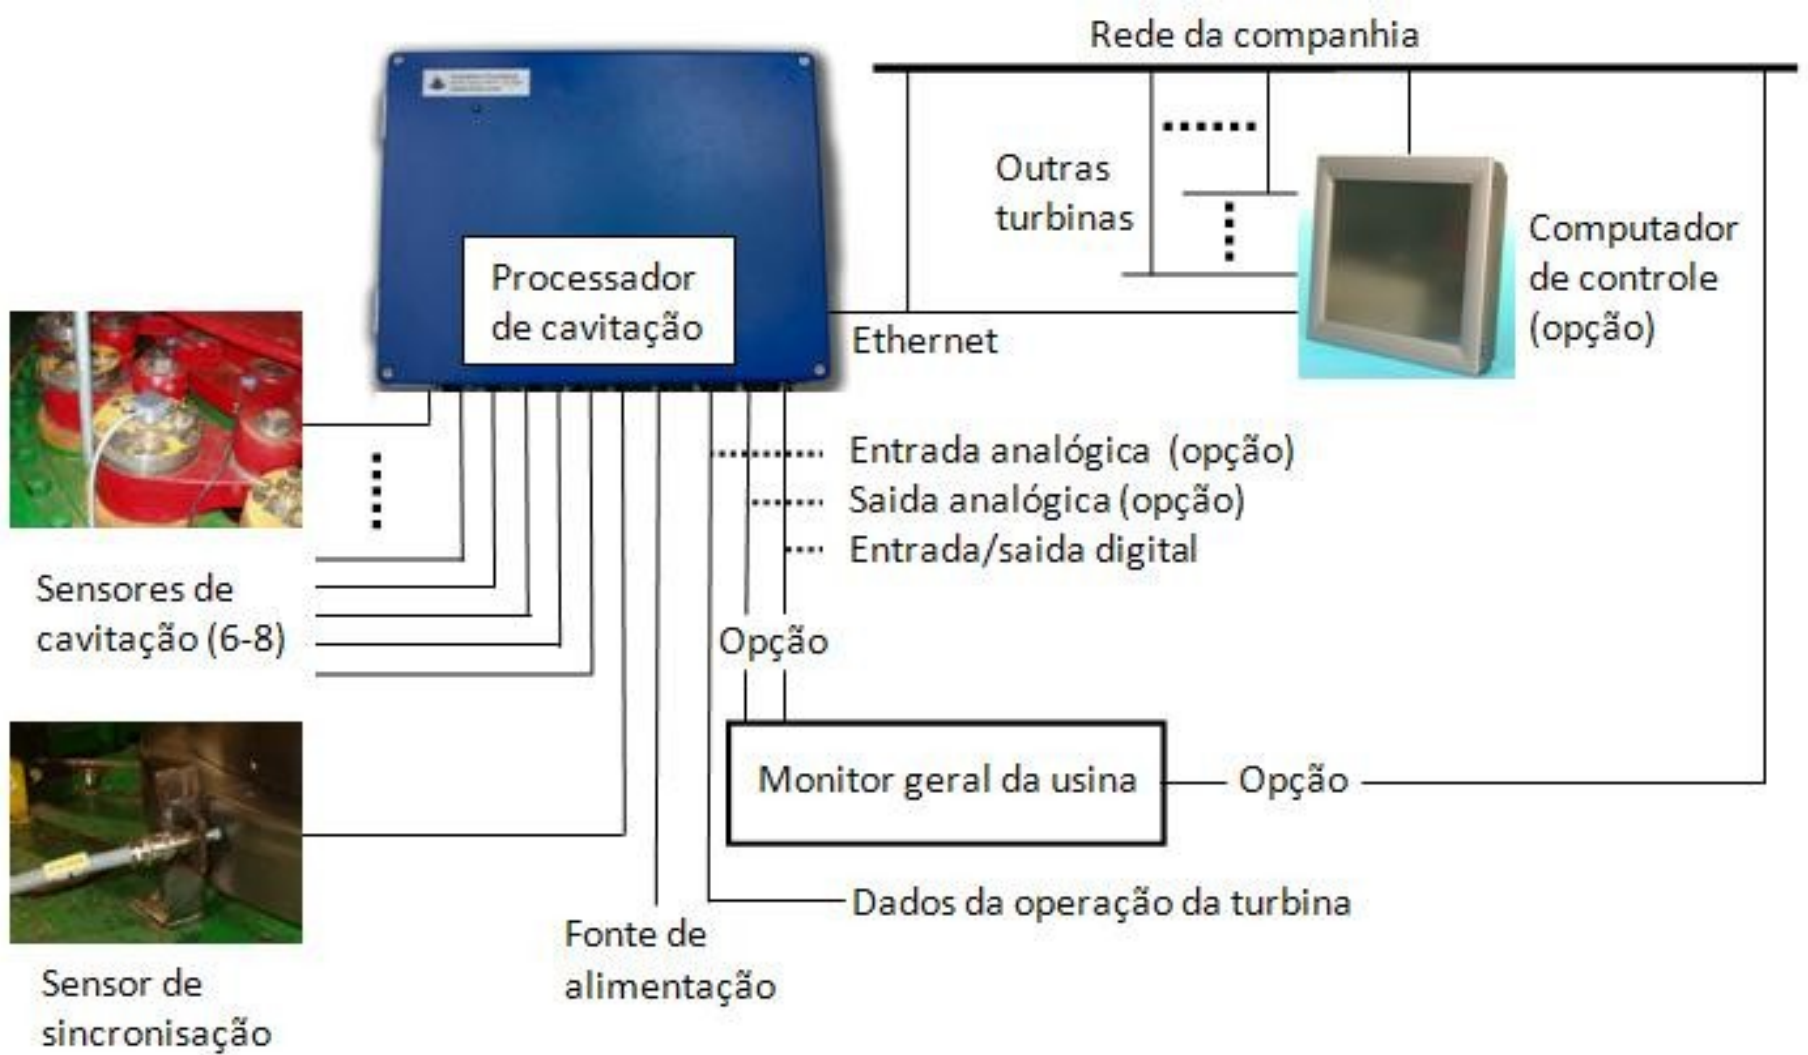 Rede da companhia
Outras
turbinas
Computador
de controle
(opção)
Processador
de cavitação
Ethernet
Entrada analógica (opção)
Saida analógica (opção)
Entrada/saida digital
Sensores de
cavitação (6-8)
Opção
Monitor geral da usina
Opção
Dados da operação da turbina
Fonte de
alimentação
Sensor de
sincronisação